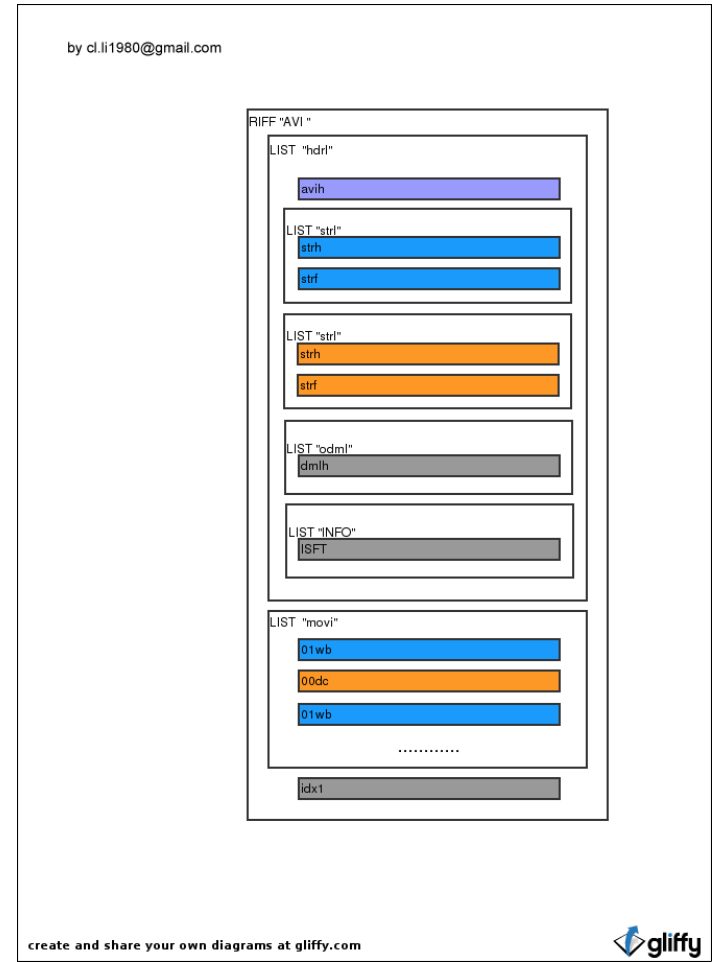 by cl.li1980@gmail.com
RIFF "AVI "
LIST  "hdrl"
avih
LIST "strl"
strh
strf
LIST "strl"
strh
strf
LIST "odml"
dmlh
LIST "INFO"
ISFT
LIST  "movi"
01wb
00dc
01wb
............
idx1
create and share your own diagrams at gliffy.com
gliffy